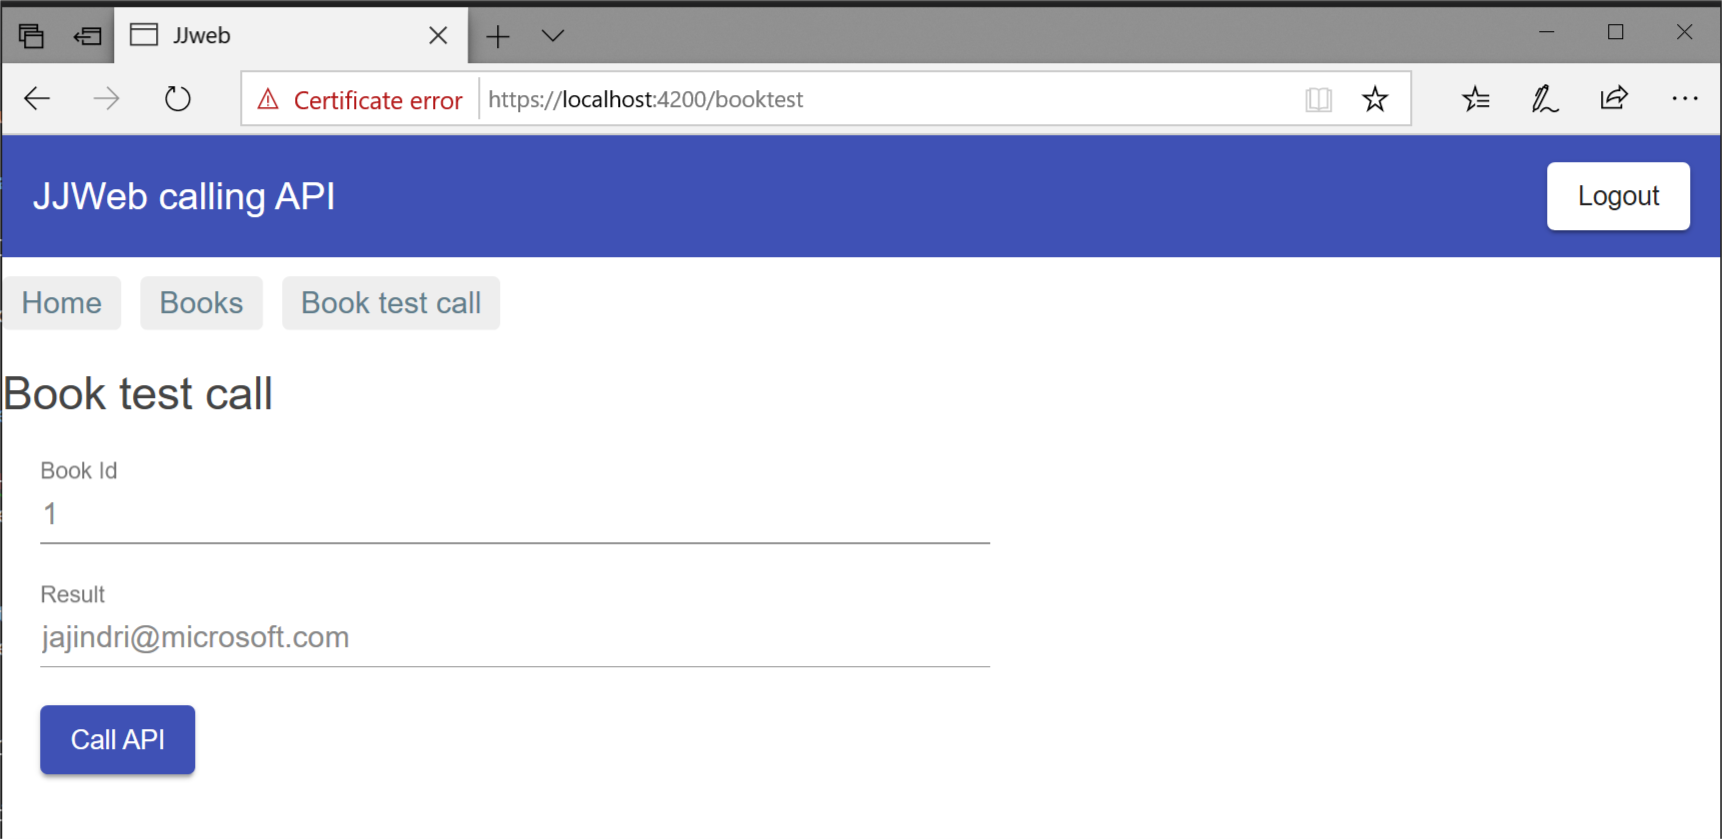 JJweb
Certificate error https://localhost:4200/booktest
JJWeb calling API Logout
Home Books Book test call
Book test call
Book Id
1
Result
jajindri@microsoft.com
Call API